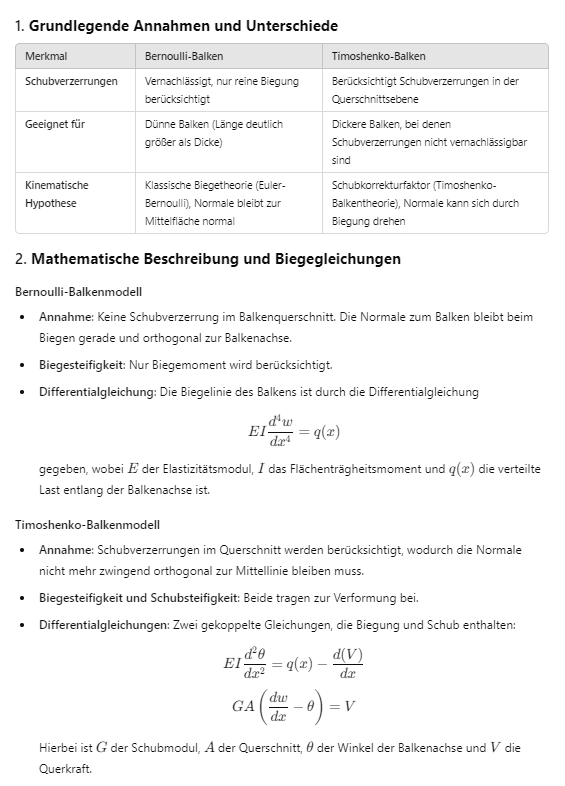 1. Grundlegende Annahmen und Unterschiede
Merkmal Bernoulli-Balken Timoshenko-Balken
Schubverzerrungen Vernachlässigt, nur reine Biegung Berücksichtigt Schubverzerrungen in der
berücksichtigt Querschnittsebene
Geeignet für Dünne Balken (Länge deutlich Dickere Balken, bei denen
größer als Dicke) Schubverzerrungen nicht vernachlässigbar
sind
Kinematische Klassische Biegetheorie (Euler- Schubkorrekturfaktor (Timoshenko-
Hypothese Bernoulli), Normale bleibt zur Balkentheorie), Normale kann sich durch
Mittelfläche normal Biegung drehen
2. Mathematische Beschreibung und Biegegleichungen
Bernoulli-Balkenmodell
• Annahme: Keine Schubverzerrung im Balkenquerschnitt. Die Normale zum Balken bleibt beim
Biegen gerade und orthogonal zur Balkenachse.
• Biegesteifigkeit: Nur Biegemoment wird berücksichtigt.
• Differentialgleichung: Die Biegelinie des Balkens ist durch die Differentialgleichung
EI d⁴w/dx⁴ = q(x)
gegeben, wobei E der Elastizitätsmodul, I das Flächenträgheitsmoment und q(x) die verteilte
Last entlang der Balkenachse ist.
Timoshenko-Balkenmodell
• Annahme: Schubverzerrungen im Querschnitt werden berücksichtigt, wodurch die Normale
nicht mehr zwingend orthogonal zur Mittellinie bleiben muss.
• Biegesteifigkeit und Schubsteifigkeit: Beide tragen zur Verformung bei.
• Differentialgleichungen: Zwei gekoppelte Gleichungen, die Biegung und Schub enthalten:
EI d²θ/dx² = q(x) − d(V)/dx
GA (dw/dx − θ) = V
Hierbei ist G der Schubmodul, A der Querschnitt, θ der Winkel der Balkenachse und V die
Querkraft.